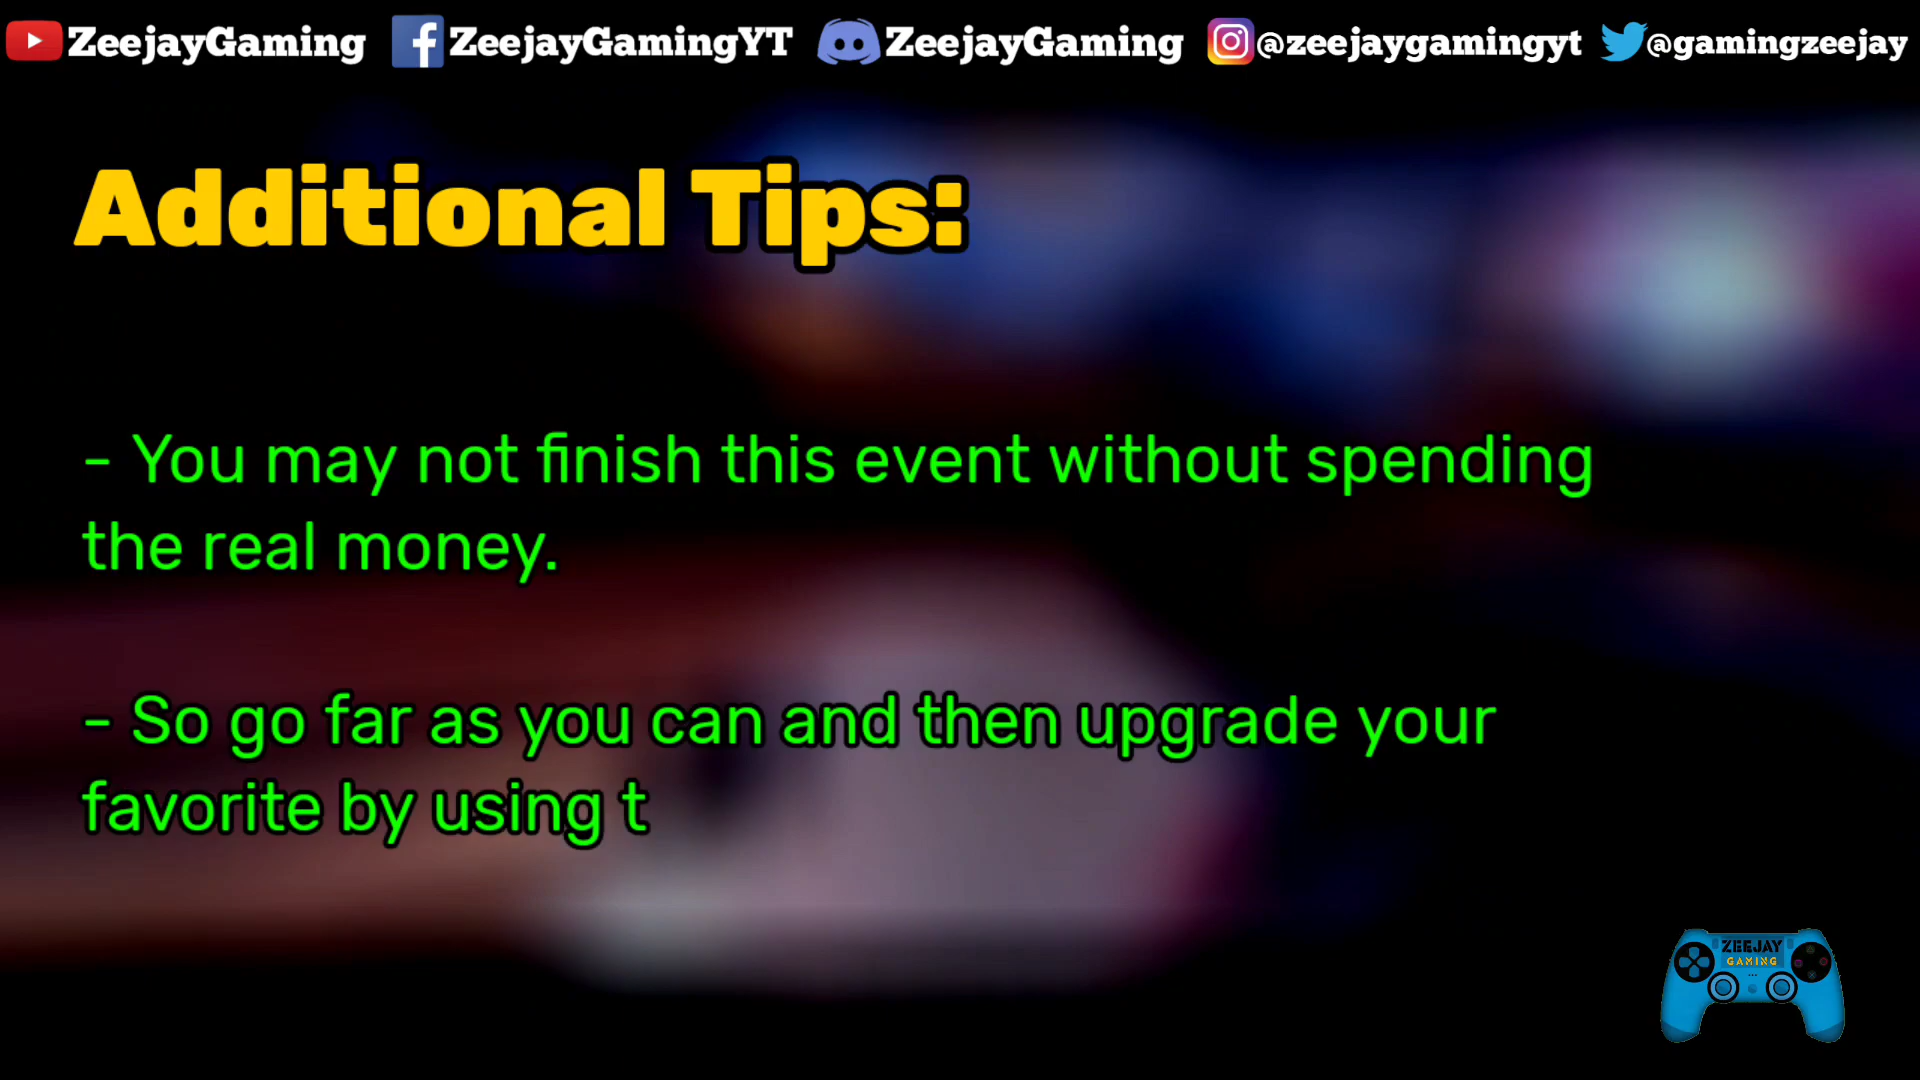 ZeejayGaming ZeejayGamingYT ZeejayGaming @zeejaygamingyt @gamingzeejay
Additional Tips:
- You may not finish this event without spending
the real money.
- So go far as you can and then upgrade your
favorite by using t
ZEEJAY
GAMING